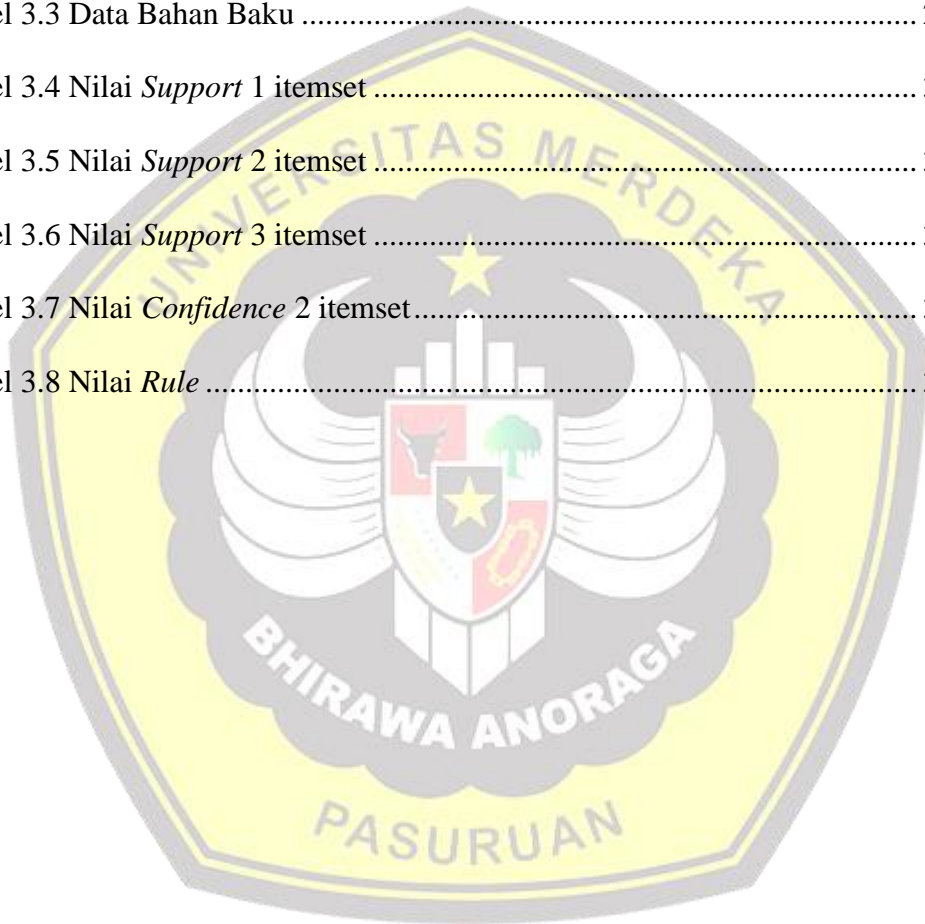 el 3.3 Data Bahan Baku ..........................................................................
el 3.4 Nilai Support 1 itemset .................................................................
el 3.5 Nilai Support 2 itemset .................................................................
el 3.6 Nilai Support 3 itemset .................................................................
el 3.7 Nilai Confidence 2 itemset.............................................................
el 3.8 Nilai Rule .....................................................................................
UNIVERSITAS MERDEKA
BHIRAWA ANORAGA
PASURUAN